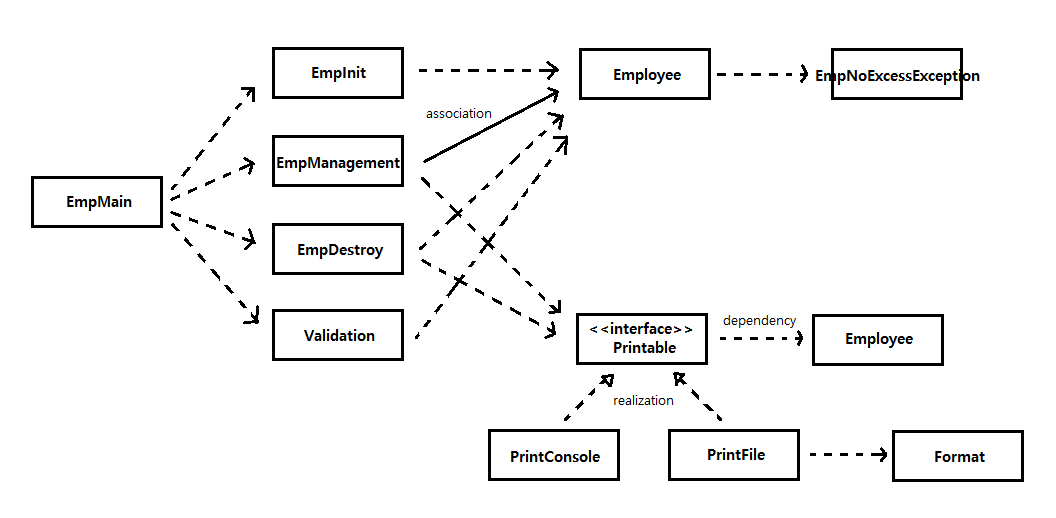 EmpInit
Employee
EmpNoExcessException
association
EmpManagement
EmpMain
EmpDestroy
Validation
<<interface>>
Printable
dependency
Employee
realization
PrintConsole
PrintFile
Format